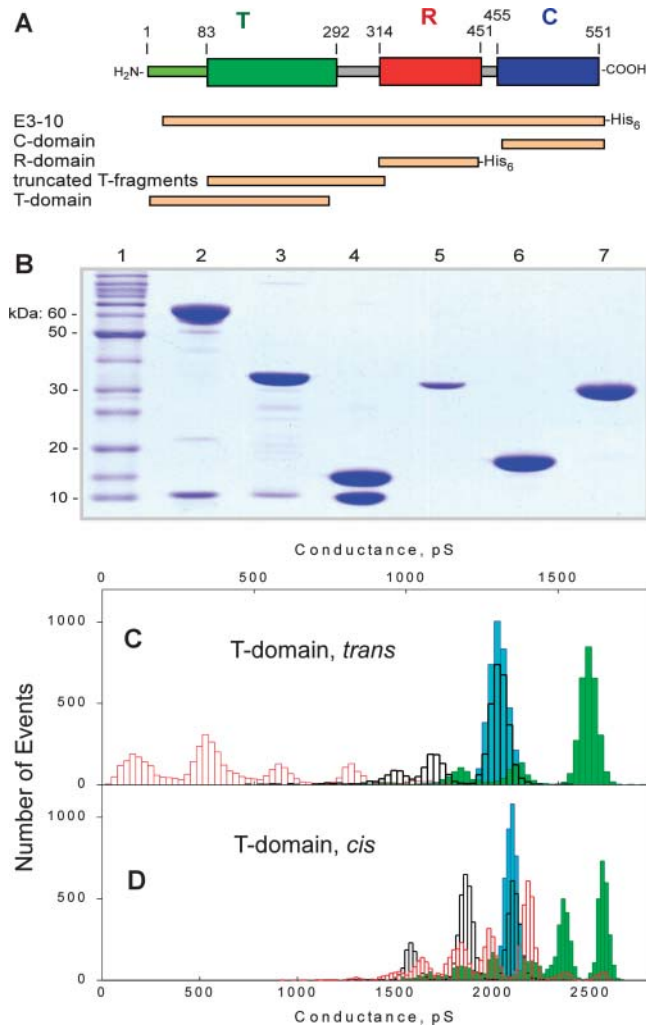 A
T R C
1 83 292 314 451 455 551
H₂N- -COOH
E3-10 -His₆
C-domain
R-domain -His₆
truncated T-fragments
T-domain
B
1 2 3 4 5 6 7
kDa: 60 -
50 -
30 -
20 -
10 -
Conductance, pS
0 500 1000 1500
1000
C
T-domain, trans
500
0
Number of Events
1000
T-domain, cis
D
500
0
0 500 1000 1500 2000 2500
Conductance, pS